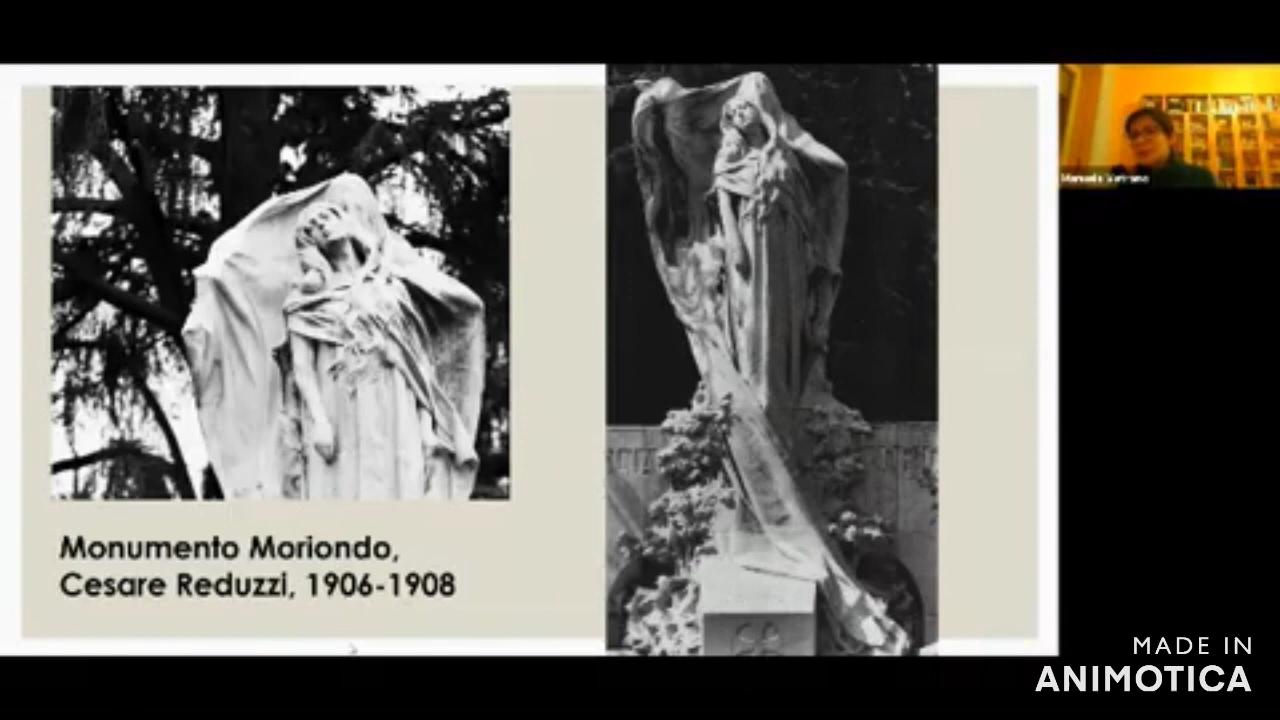 Monumento Moriondo,
Cesare Reduzzi, 1906-1908
MADE IN
ANIMOTICA